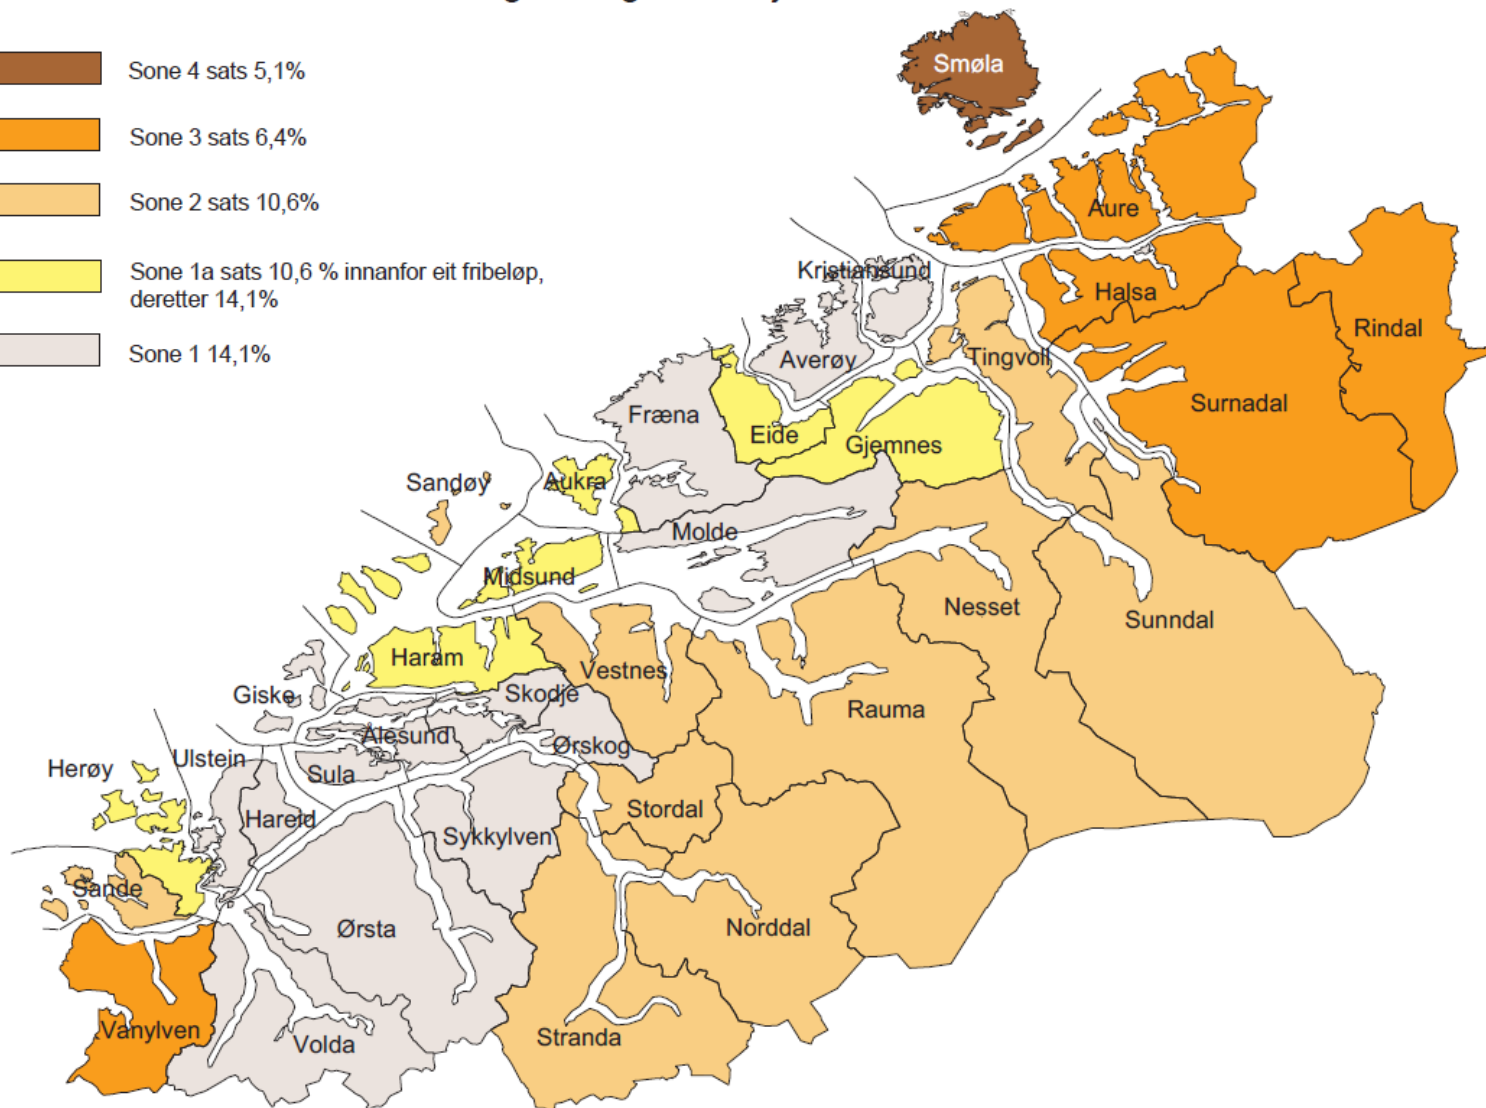 Sone 4 sats 5,1%
Sone 3 sats 6,4%
Sone 2 sats 10,6%
Sone 1a sats 10,6 % innanfor eit fribeløp,
deretter 14,1%
Sone 1 14,1%
Smøla
Aure
Kristiansund
Halsa
Rindal
Averøy
Tingvoll
Surnadal
Fræna
Eide
Gjemnes
Sandøy
Aukra
Molde
Midsund
Nesset
Sunndal
Haram
Vestnes
Skodje
Giske
Rauma
Ålesund
Ørskog
Ulstein
Herøy
Sula
Hareid
Stordal
Sykkylven
Sande
Ørsta
Norddal
Vanylven
Volda
Stranda